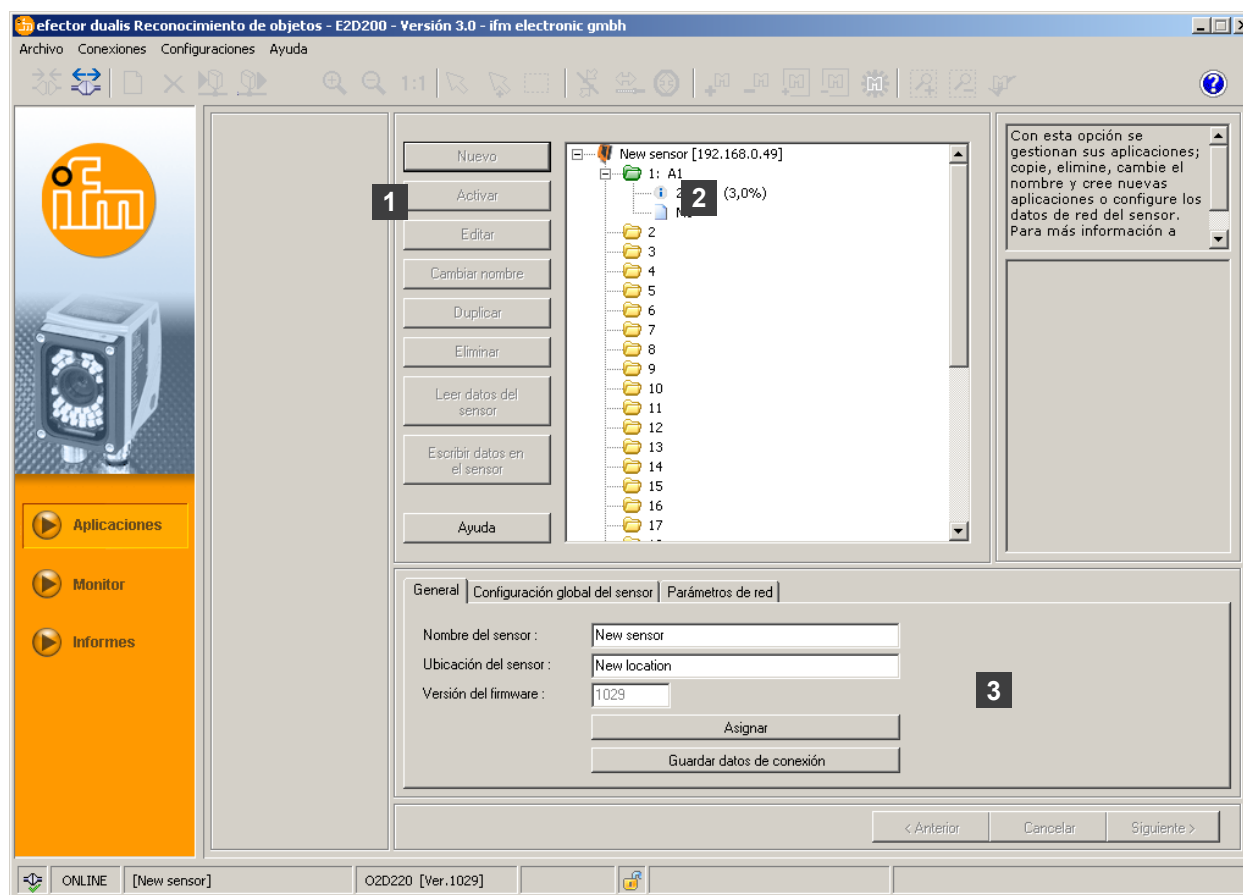 efector dualis Reconocimiento de objetos - E2D200 - Versión 3.0 - ifm electronic gmbh
Archivo Conexiones Configuraciones Ayuda
1:1
ifm
Aplicaciones
Monitor
Informes
Nuevo
Activar
Editar
Cambiar nombre
Duplicar
Eliminar
Leer datos del
sensor
Escribir datos en
el sensor
Ayuda
1
New sensor [192.168.0.49]
1: A1
(3,0%)
2
2
3
4
5
6
7
8
9
10
11
12
13
14
15
16
17
Con esta opción se
gestionan sus aplicaciones;
copie, elimine, cambie el
nombre y cree nuevas
aplicaciones o configure los
datos de red del sensor.
Para más información a
General Configuración global del sensor Parámetros de red
Nombre del sensor : New sensor
Ubicación del sensor : New location
Versión del firmware : 1029
Asignar
Guardar datos de conexión
3
< Anterior Cancelar Siguiente >
ONLINE [New sensor] O2D220 [Ver.1029]